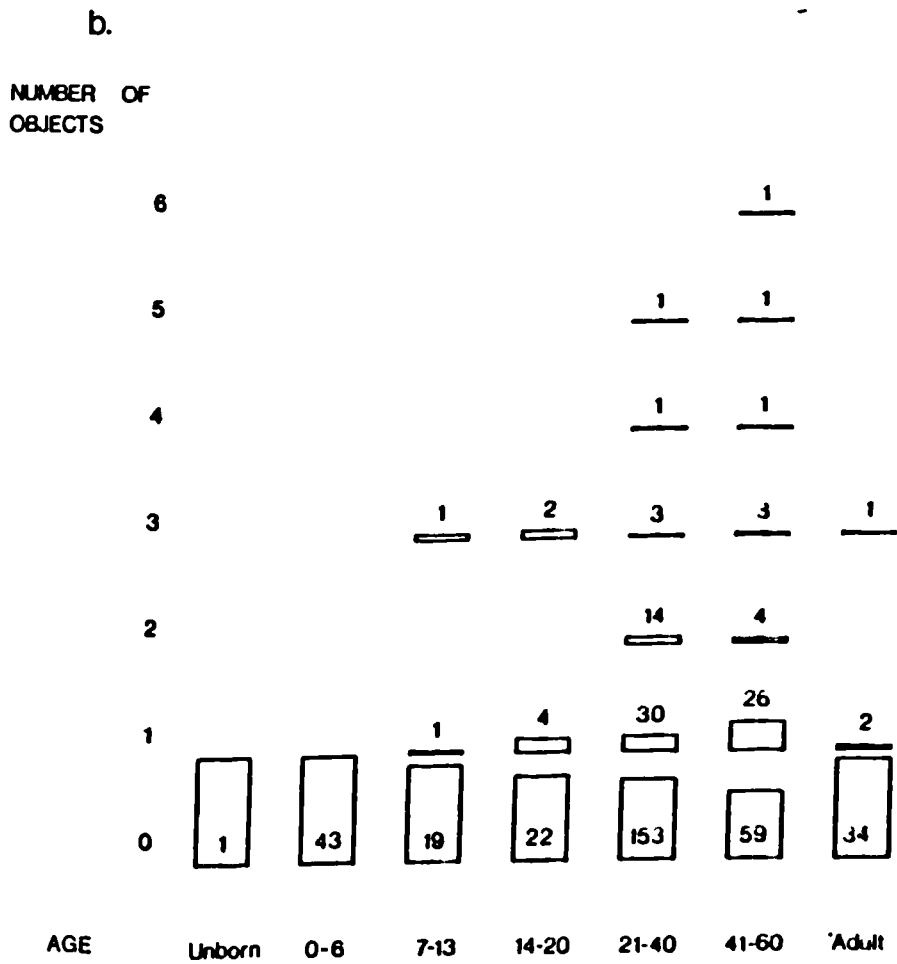 b.
NUMBER OF
OBJECTS
6 1
5 1 1
4 1 1
3 1 2 3 3 1
2 14 4
1 1 4 30 26 2
0 1 43 19 22 153 59 34
AGE Unborn 0-6 7-13 14-20 21-40 41-60 Adult